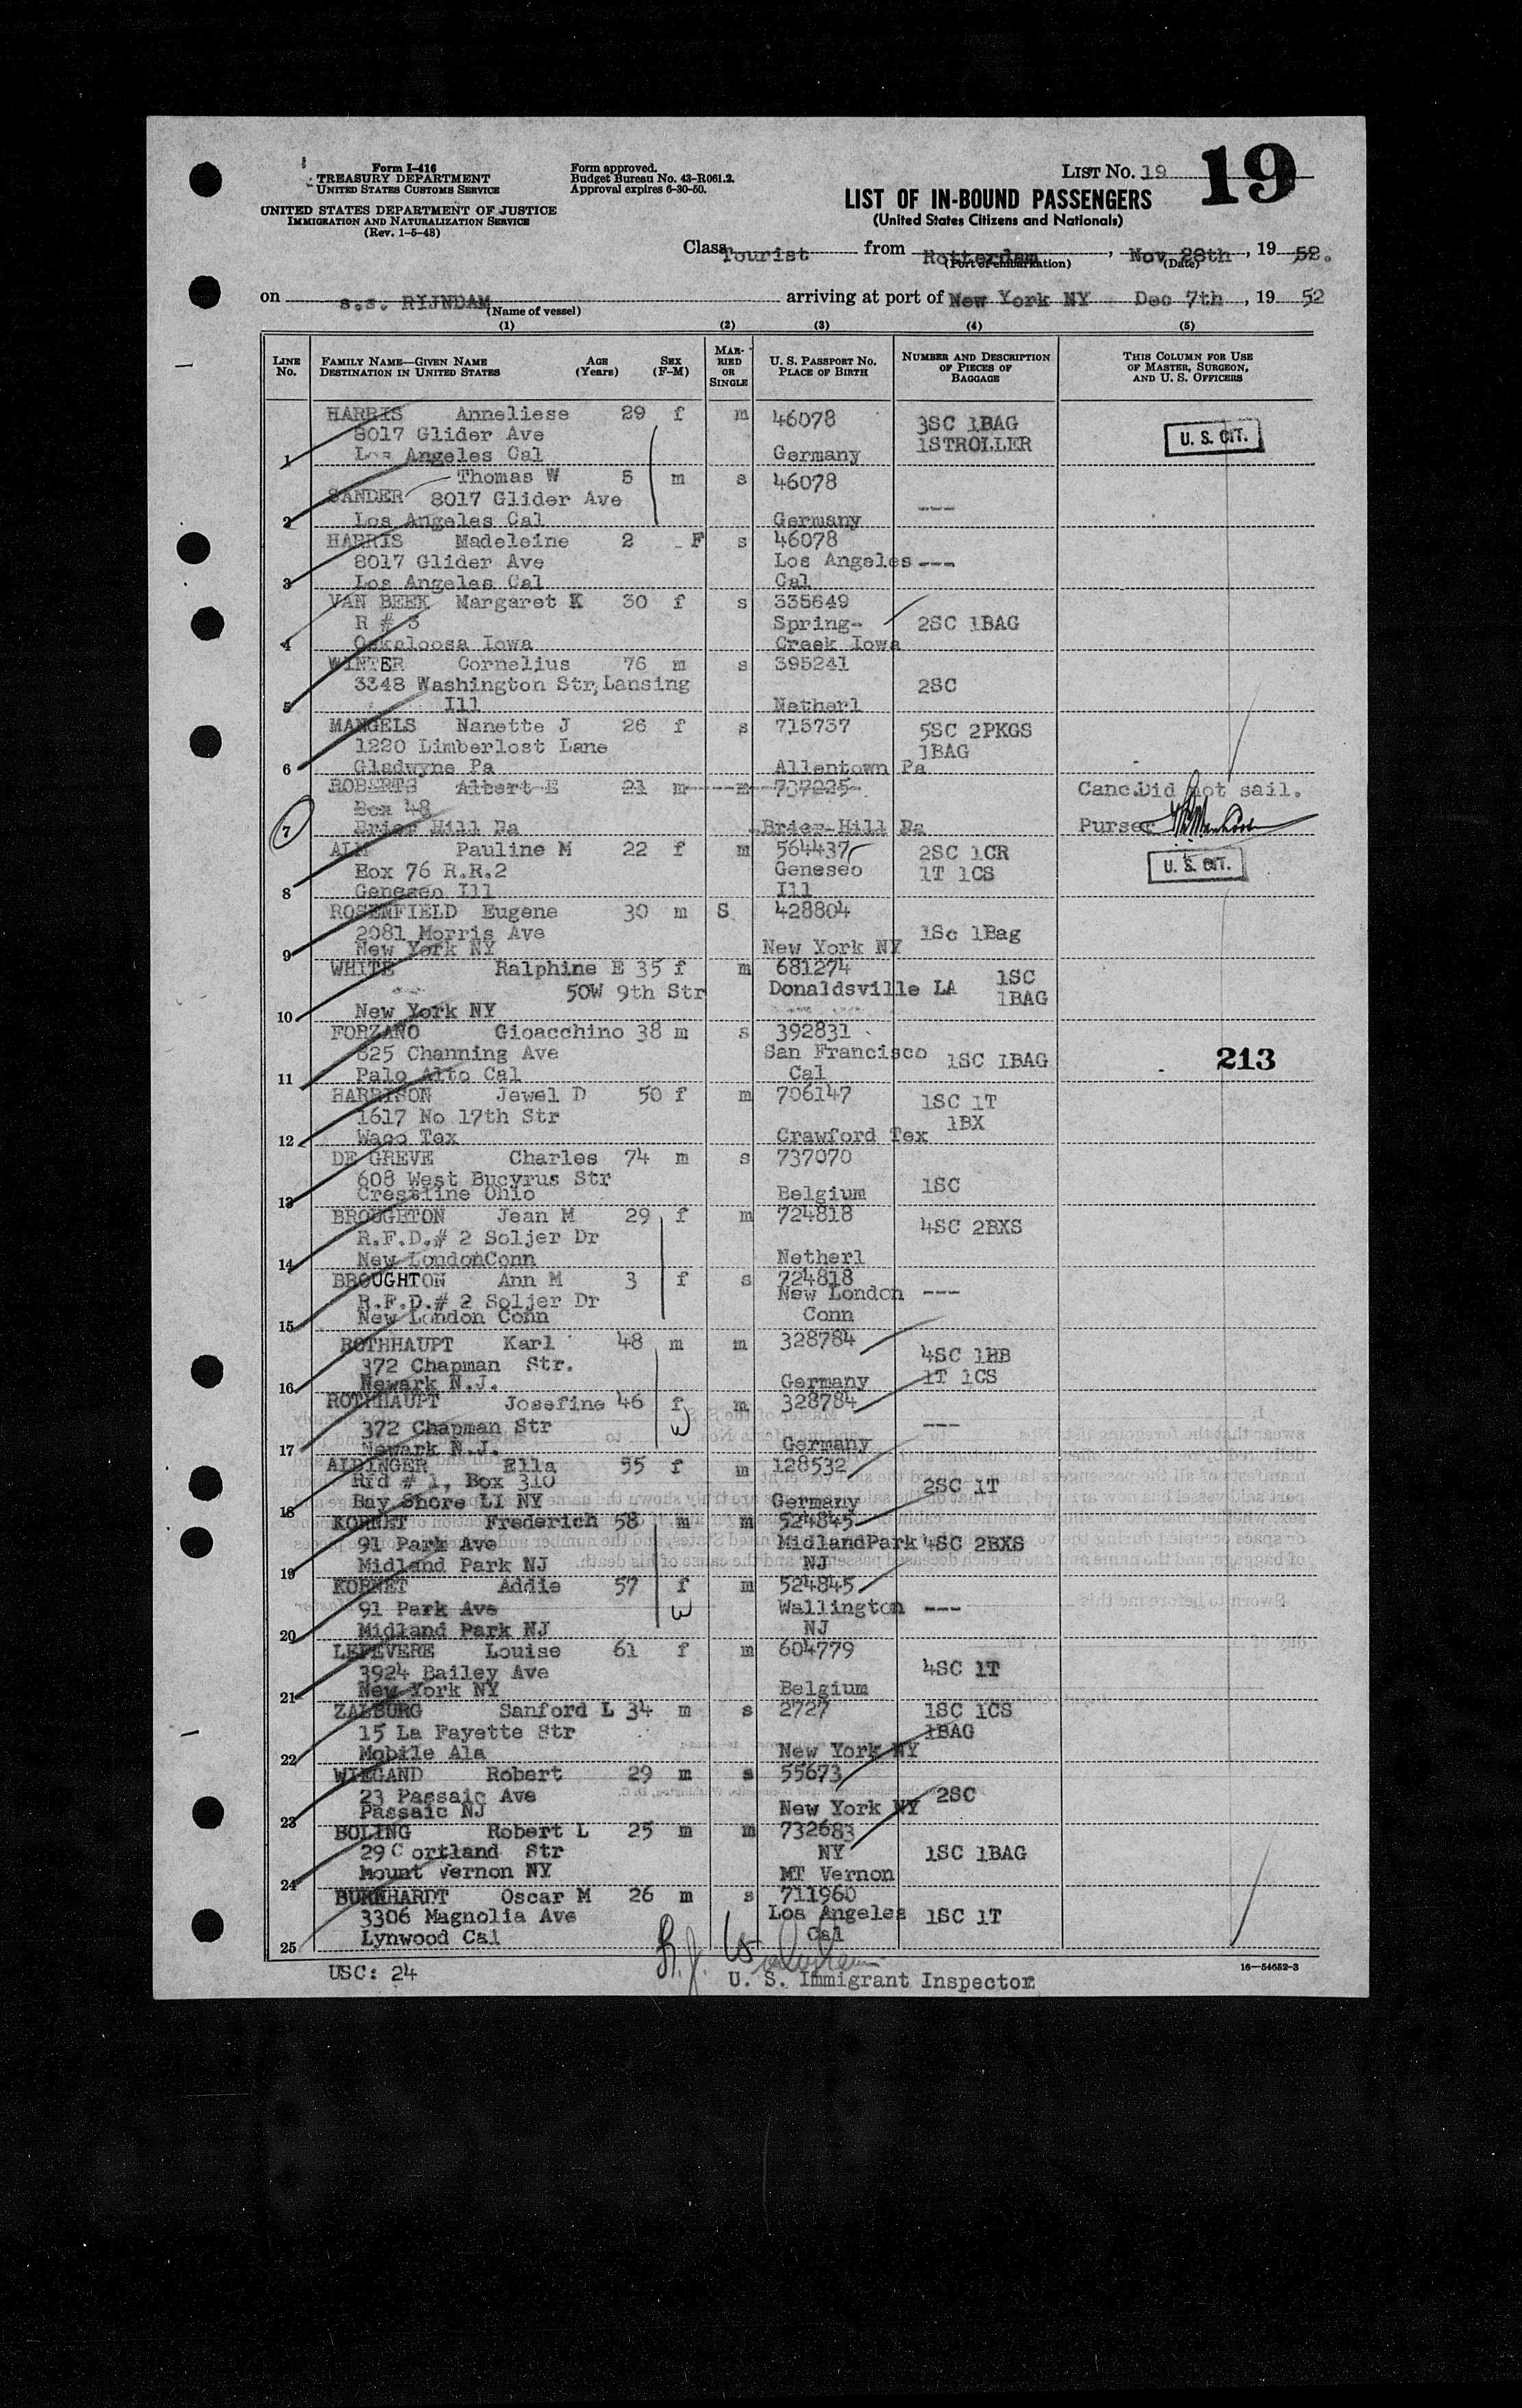 Form I-416
TREASURY DEPARTMENT
UNITED STATES CUSTOMS SERVICE
UNITED STATES DEPARTMENT OF JUSTICE
IMMIGRATION AND NATURALIZATION SERVICE
(Rev. 1-5-48)
Form approved.
Budget Bureau No. 43-R061.2.
Approval expires 6-30-50.
LIST No. 19
19
LIST OF IN-BOUND PASSENGERS
(United States Citizens and Nationals)
Class Tourist from Rotterdam, Nov 28th, 19 52.
(Port of embarkation) (Date)
on s.s. RIJNDAM arriving at port of New York NY Dec 7th, 19 52
(Name of vessel)
(1) (2) (3) (4) (5)
LINE No. FAMILY NAME—GIVEN NAME DESTINATION IN UNITED STATES AGE (Years) SEX (F-M) MARRIED OR SINGLE U. S. PASSPORT NO. PLACE OF BIRTH NUMBER AND DESCRIPTION OF PIECES OF BAGGAGE THIS COLUMN FOR USE OF MASTER, SURGEON, AND U. S. OFFICERS
HARRIS Anneliese 29 f m 46078 3SC 1BAG
8017 Glider Ave 1STROLLER U. S. CIT.
1 Los Angeles Cal Germany
Thomas W 5 m s 46078
SANDER 8017 Glider Ave ---
2 Los Angeles Cal Germany
HARRIS Madeleine 2 F s 46078
8017 Glider Ave Los Angeles ---
3 Los Angeles Cal Cal
VAN BEEK Margaret K 30 f s 335649
R # 3 Spring- 2SC 1BAG
4 Oskaloosa Iowa Creek Iowa
WINTER Cornelius 76 m s 395241
3348 Washington Str, Lansing 2SC
5 Ill Netherl
MANGELS Nanette J 26 f s 715737 5SC 2PKGS
1220 Limberlost Lane 1BAG
6 Gladwyne Pa Allentown Pa
ROBERTS Albert E 21 m m 737225 Canc.Did not sail.
Box 48
7 Brier Hill Pa Brier Hill Pa Purser
ALM Pauline M 22 f m 564437 2SC 1CR
Box 76 R.R.2 Geneseo 1T 1CS U. S. CIT.
8 Geneseo Ill Ill
ROSENFIELD Eugene 30 m S 428804
2081 Morris Ave 1Sc 1Bag
9 New York NY New York NY
WHITE Ralphine E 35 f m 681274 1SC
50W 9th Str Donaldsville LA 1BAG
10 New York NY
FORZANO Gioacchino 38 m s 392831
825 Channing Ave San Francisco 1SC 1BAG 213
11 Palo Alto Cal Cal
HARRISON Jewel D 50 f m 706147 1SC 1T
1617 No 17th Str 1BX
12 Waco Tex Crawford Tex
DE GREVE Charles 74 m s 737070
608 West Bucyrus Str 1SC
13 Crestline Ohio Belgium
BROUGHTON Jean M 29 f m 724818 4SC 2BXS
R.F.D.# 2 Soljer Dr
14 New LondonConn Netherl
BROUGHTON Ann M 3 f s 724818
R.F.D.# 2 Soljer Dr New London ---
15 New London Conn Conn
ROTHHAUPT Karl 48 m m 328784
372 Chapman Str. 4SC 1HB
16 Newark N.J. Germany 1T 1CS
ROTHHAUPT Josefine 46 f m 328784
372 Chapman Str ---
17 Newark N.J. Germany
AIDINGER Ella 55 f m 128532
Rfd # 1, Box 310 2SC 1T
18 Bay Shore LI NY Germany
KORNET Frederich 58 m m 524845
91 Park Ave MidlandPark 4SC 2BXS
19 Midland Park NJ NJ
KORNET Addie 57 f m 524845
91 Park Ave Wallington ---
20 Midland Park NJ NJ
LEFEVERE Louise 61 f m 604779
3924 Bailey Ave 4SC 1T
21 New York NY Belgium
ZALBURG Sanford L 34 m s 2727 1SC 1CS
15 La Fayette Str 1BAG
22 Mobile Ala New York NY
WIEGAND Robert 29 m s 55673
23 Passaic Ave 2SC
23 Passaic NJ New York NY
BOLING Robert L 25 m m 732683
29 Cortland Str NY 1SC 1BAG
24 Mount Vernon NY MT Vernon
BURKHARDT Oscar M 26 m s 711960
3306 Magnolia Ave Los Angeles 1SC 1T
25 Lynwood Cal Cal
USC: 24
U. S. Immigrant Inspector
16—54652-3